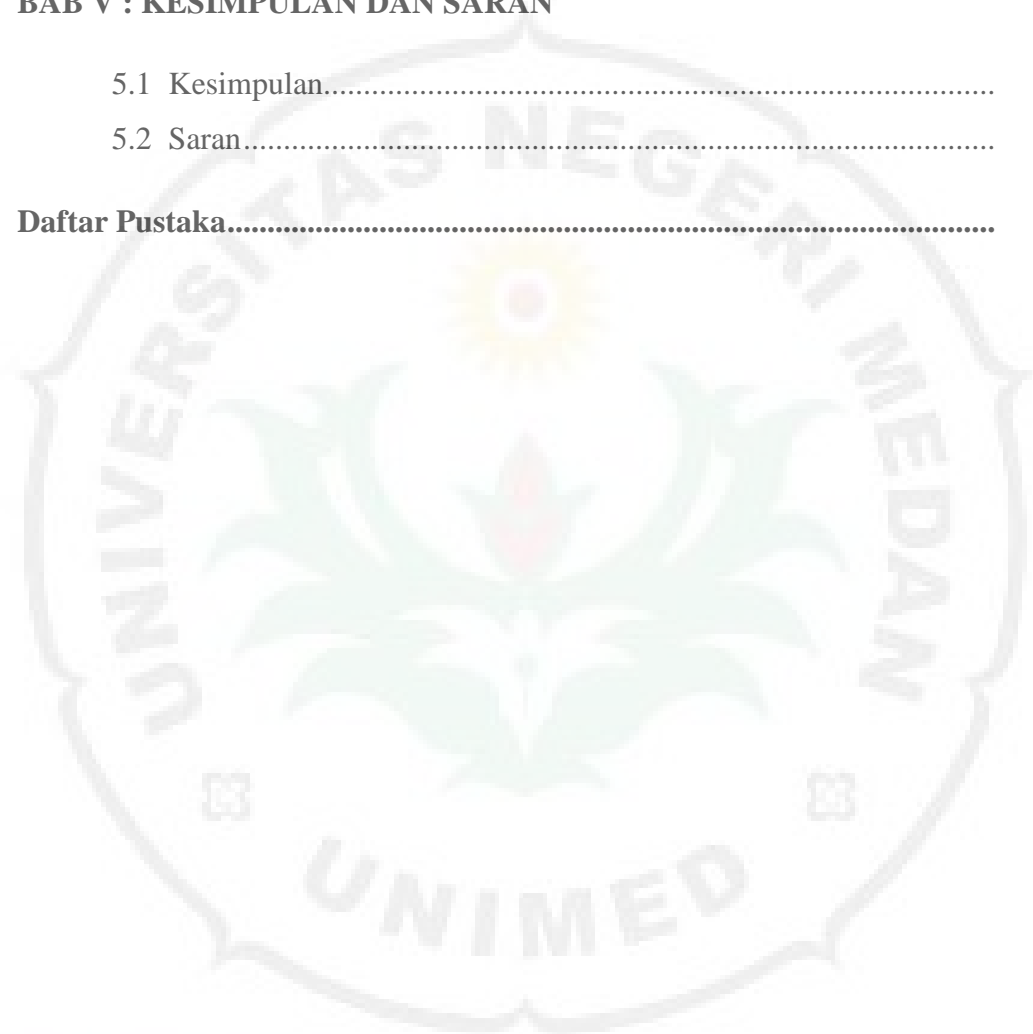 BAB V : KESIMPULAN DAN SARAN
5.1 Kesimpulan...................................................................................
5.2 Saran.............................................................................................
Daftar Pustaka..................................................................................
UNIVERSITAS NEGERI MEDAN
UNIMED